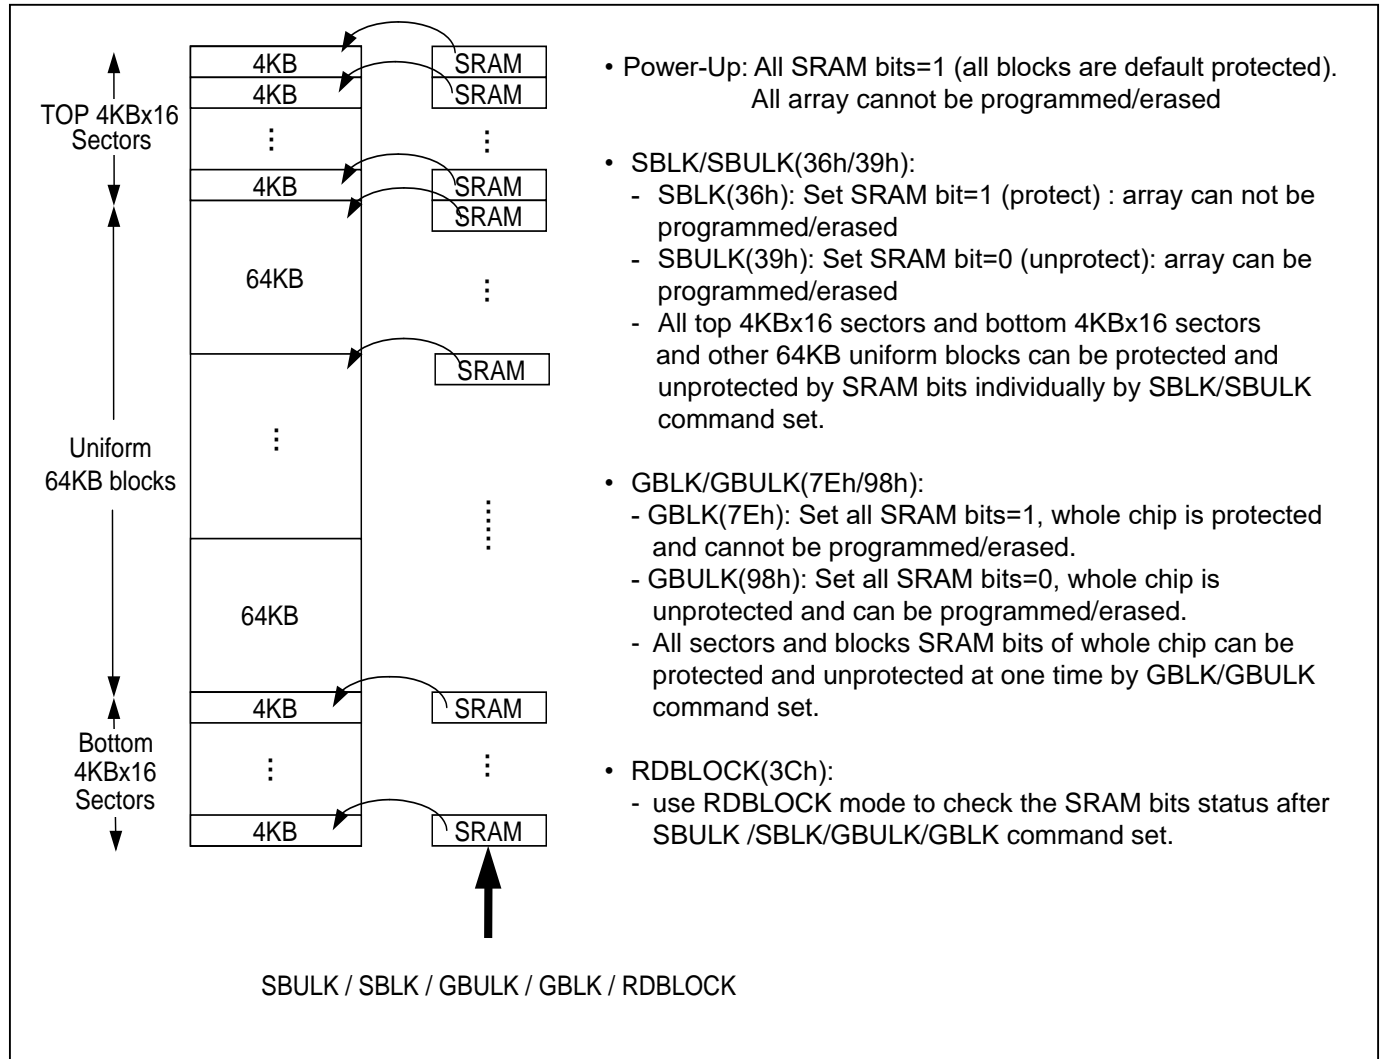 4KB
SRAM
4KB
SRAM
TOP 4KBx16
Sectors
4KB
SRAM
SRAM
64KB
SRAM
Uniform
64KB blocks
64KB
4KB
SRAM
Bottom
4KBx16
Sectors
4KB
SRAM
SBULK / SBLK / GBULK / GBLK / RDBLOCK
• Power-Up: All SRAM bits=1 (all blocks are default protected).
All array cannot be programmed/erased
• SBLK/SBULK(36h/39h):
- SBLK(36h): Set SRAM bit=1 (protect) : array can not be
programmed/erased
- SBULK(39h): Set SRAM bit=0 (unprotect): array can be
programmed/erased
- All top 4KBx16 sectors and bottom 4KBx16 sectors
and other 64KB uniform blocks can be protected and
unprotected by SRAM bits individually by SBLK/SBULK
command set.
• GBLK/GBULK(7Eh/98h):
- GBLK(7Eh): Set all SRAM bits=1, whole chip is protected
and cannot be programmed/erased.
- GBULK(98h): Set all SRAM bits=0, whole chip is
unprotected and can be programmed/erased.
- All sectors and blocks SRAM bits of whole chip can be
protected and unprotected at one time by GBLK/GBULK
command set.
• RDBLOCK(3Ch):
- use RDBLOCK mode to check the SRAM bits status after
SBULK /SBLK/GBULK/GBLK command set.